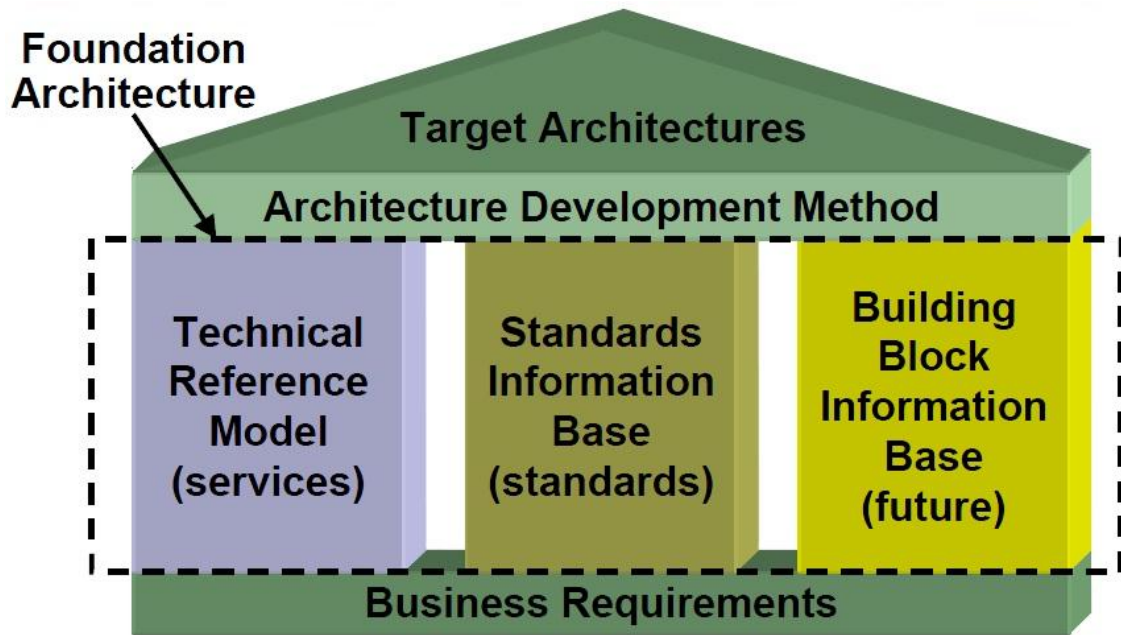 Foundation
Architecture
Target Architectures
Architecture Development Method
Technical
Reference
Model
(services)
Standards
Information
Base
(standards)
Building
Block
Information
Base
(future)
Business Requirements